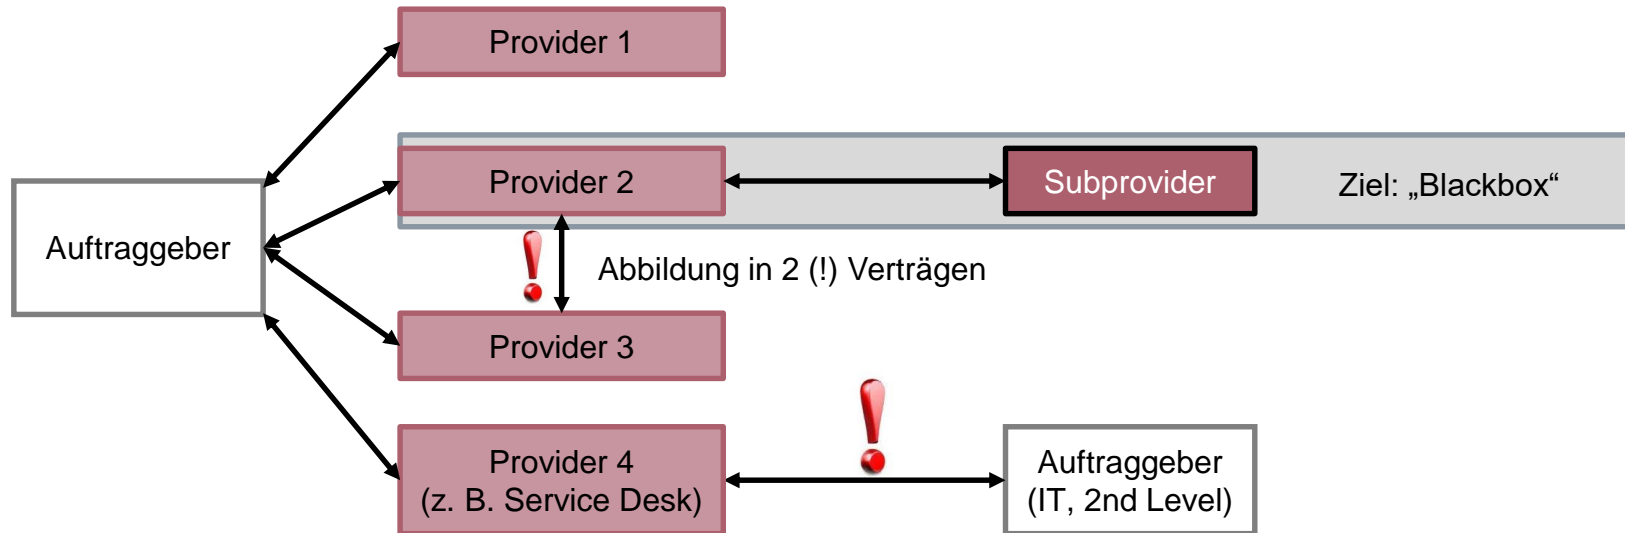 Provider 1
Provider 2
Subprovider
Ziel: „Blackbox“
Auftraggeber
Abbildung in 2 (!) Verträgen
Provider 3
Provider 4
(z. B. Service Desk)
Auftraggeber
(IT, 2nd Level)